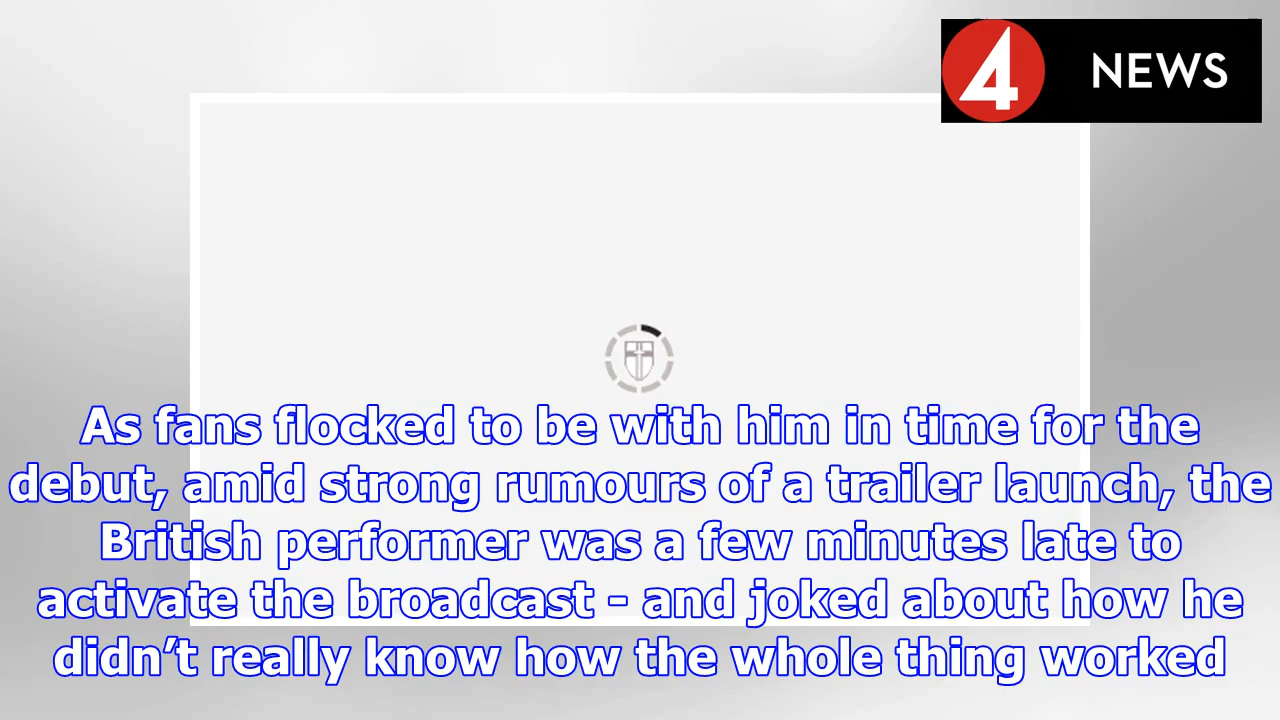 4 NEWS
As fans flocked to be with him in time for the
debut, amid strong rumours of a trailer launch, the
British performer was a few minutes late to
activate the broadcast - and joked about how he
didn’t really know how the whole thing worked